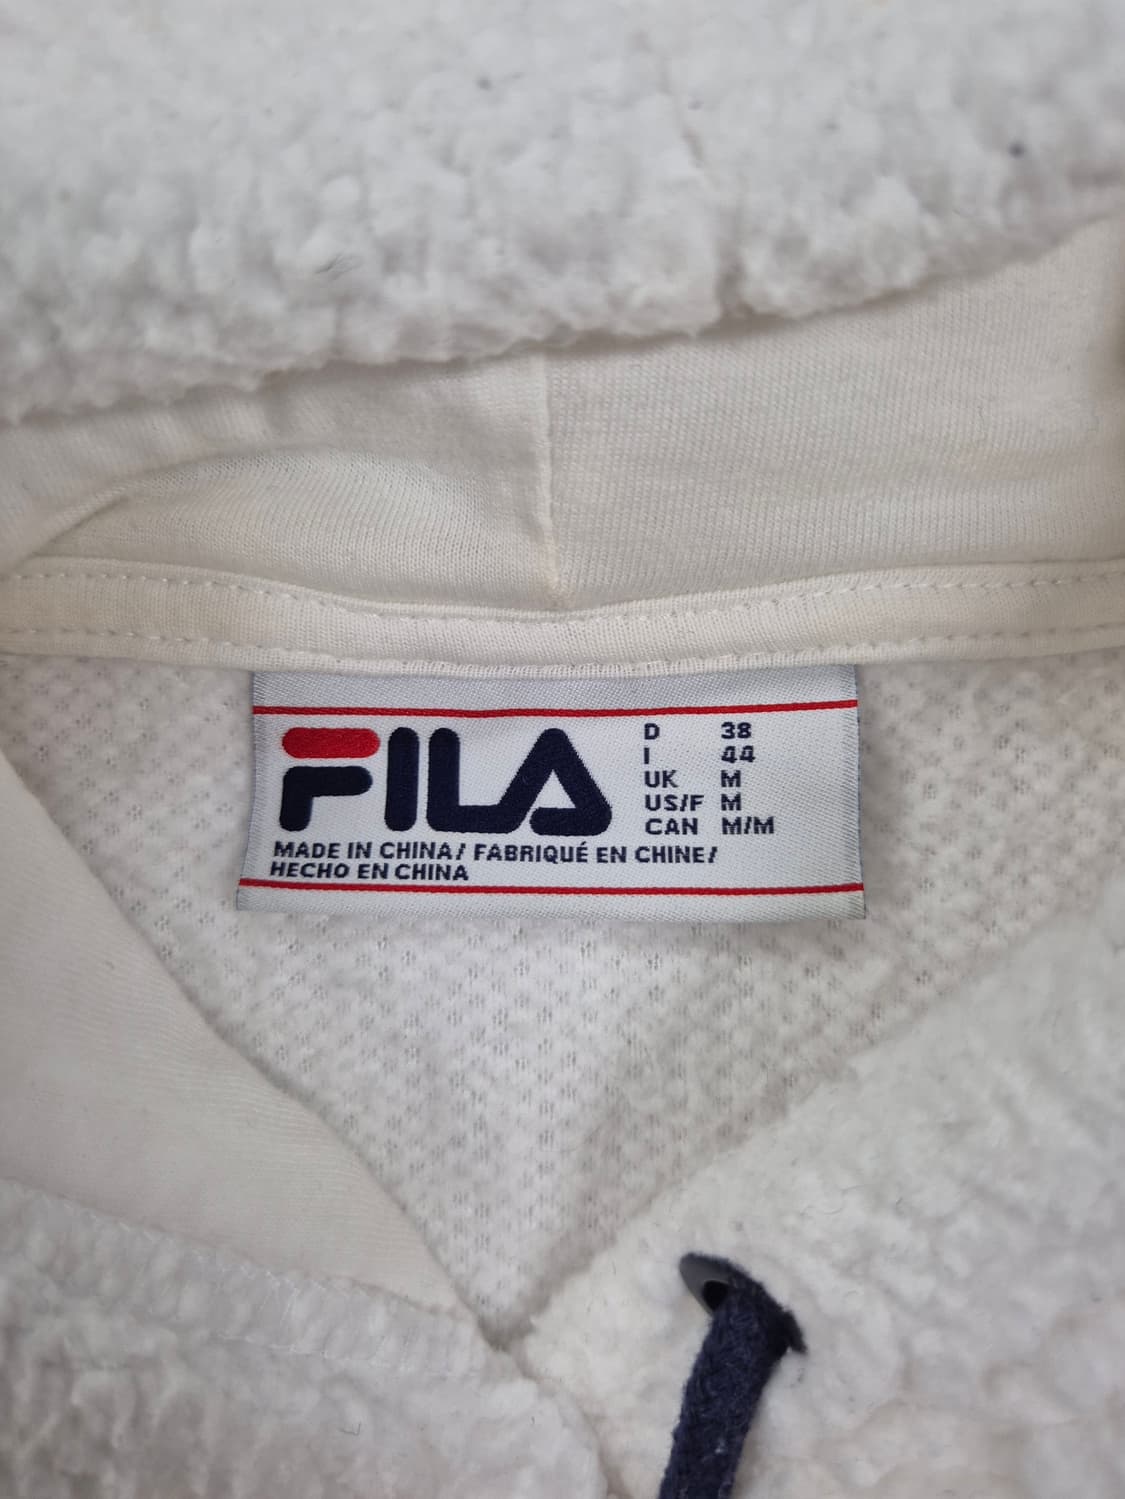 FILA
D 38
I 44
UK M
US/F M
CAN M/M
MADE IN CHINA/ FABRIQUÉ EN CHINE/
HECHO EN CHINA